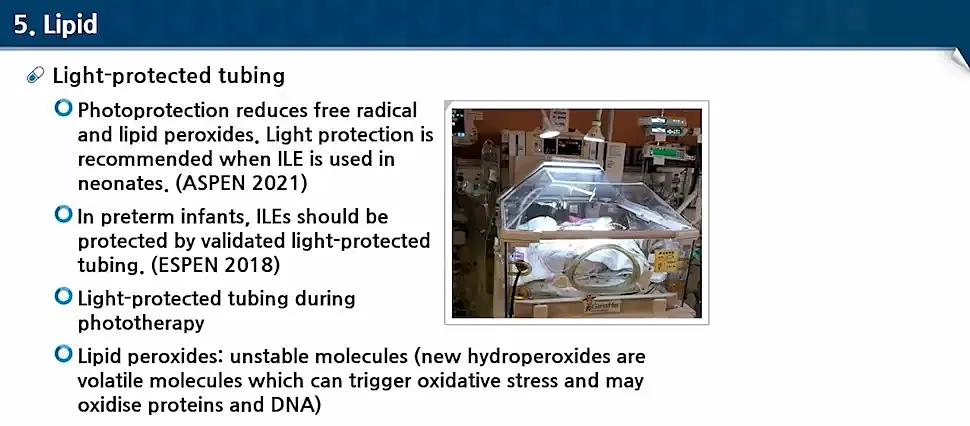 5. Lipid
Light-protected tubing
Photoprotection reduces free radical
and lipid peroxides. Light protection is
recommended when ILE is used in
neonates. (ASPEN 2021)
In preterm infants, ILEs should be
protected by validated light-protected
tubing. (ESPEN 2018)
Light-protected tubing during
phototherapy
Lipid peroxides: unstable molecules (new hydroperoxides are
volatile molecules which can trigger oxidative stress and may
oxidise proteins and DNA)
Giraffe